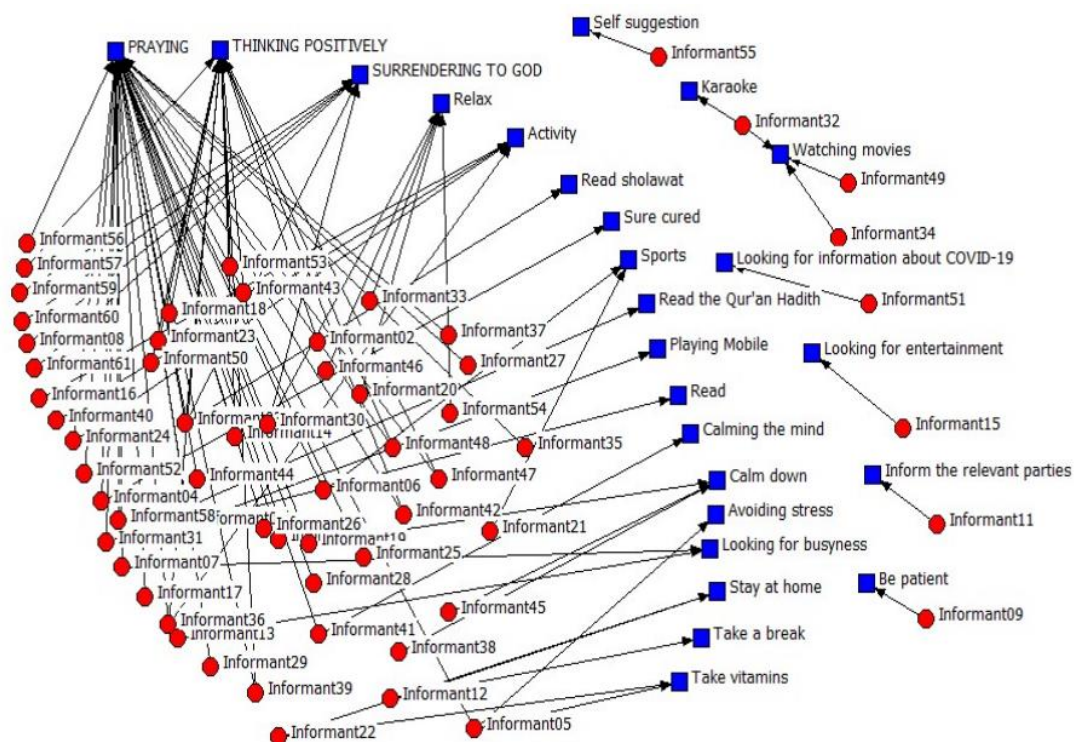 Self suggestion
PRAYING
THINKING POSITIVELY
Informant55
SURRENDERING TO GOD
Karaoke
Relax
Informant32
Activity
Watching movies
Read sholawat
Informant49
Sure cured
Informant56
Informant34
Sports
Looking for information about COVID-19
Informant57
Informant53
Informant59
Informant43
Informant33
Read the Qur'an Hadith
Informant51
Informant60
Informant18
Informant08
Informant23
Informant02
Informant37
Playing Mobile
Looking for entertainment
Informant61
Informant50
Informant46
Informant27
Informant16
Informant20
Read
Informant40
Informant54
Informant30
Informant15
Informant24
Calming the mind
Informant48
Informant35
Informant52
Informant44
Informant47
Calm down
Inform the relevant parties
Informant04
Informant06
Informant58
Informant42
Avoiding stress
Informant26
Informant21
Informant11
Informant31
Informant19
Informant25
Looking for busyness
Informant07
Informant28
Be patient
Stay at home
Informant17
Informant45
Informant09
Informant36
Informant13
Informant41
Informant38
Take a break
Informant29
Informant39
Informant12
Take vitamins
Informant22
Informant05